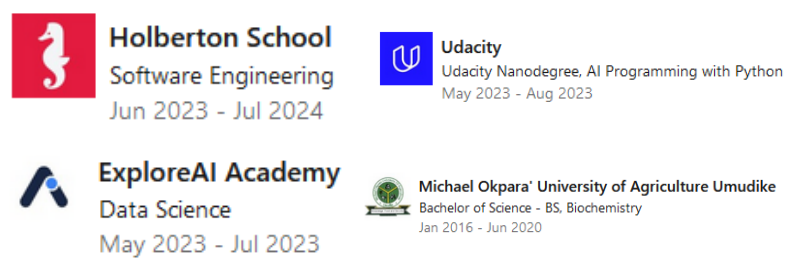 Holberton School
Software Engineering
Jun 2023 - Jul 2024
Udacity
Udacity Nanodegree, AI Programming with Python
May 2023 - Aug 2023
ExploreAI Academy
Data Science
May 2023 - Jul 2023
Michael Okpara' University of Agriculture Umudike
Bachelor of Science - BS, Biochemistry
Jan 2016 - Jun 2020